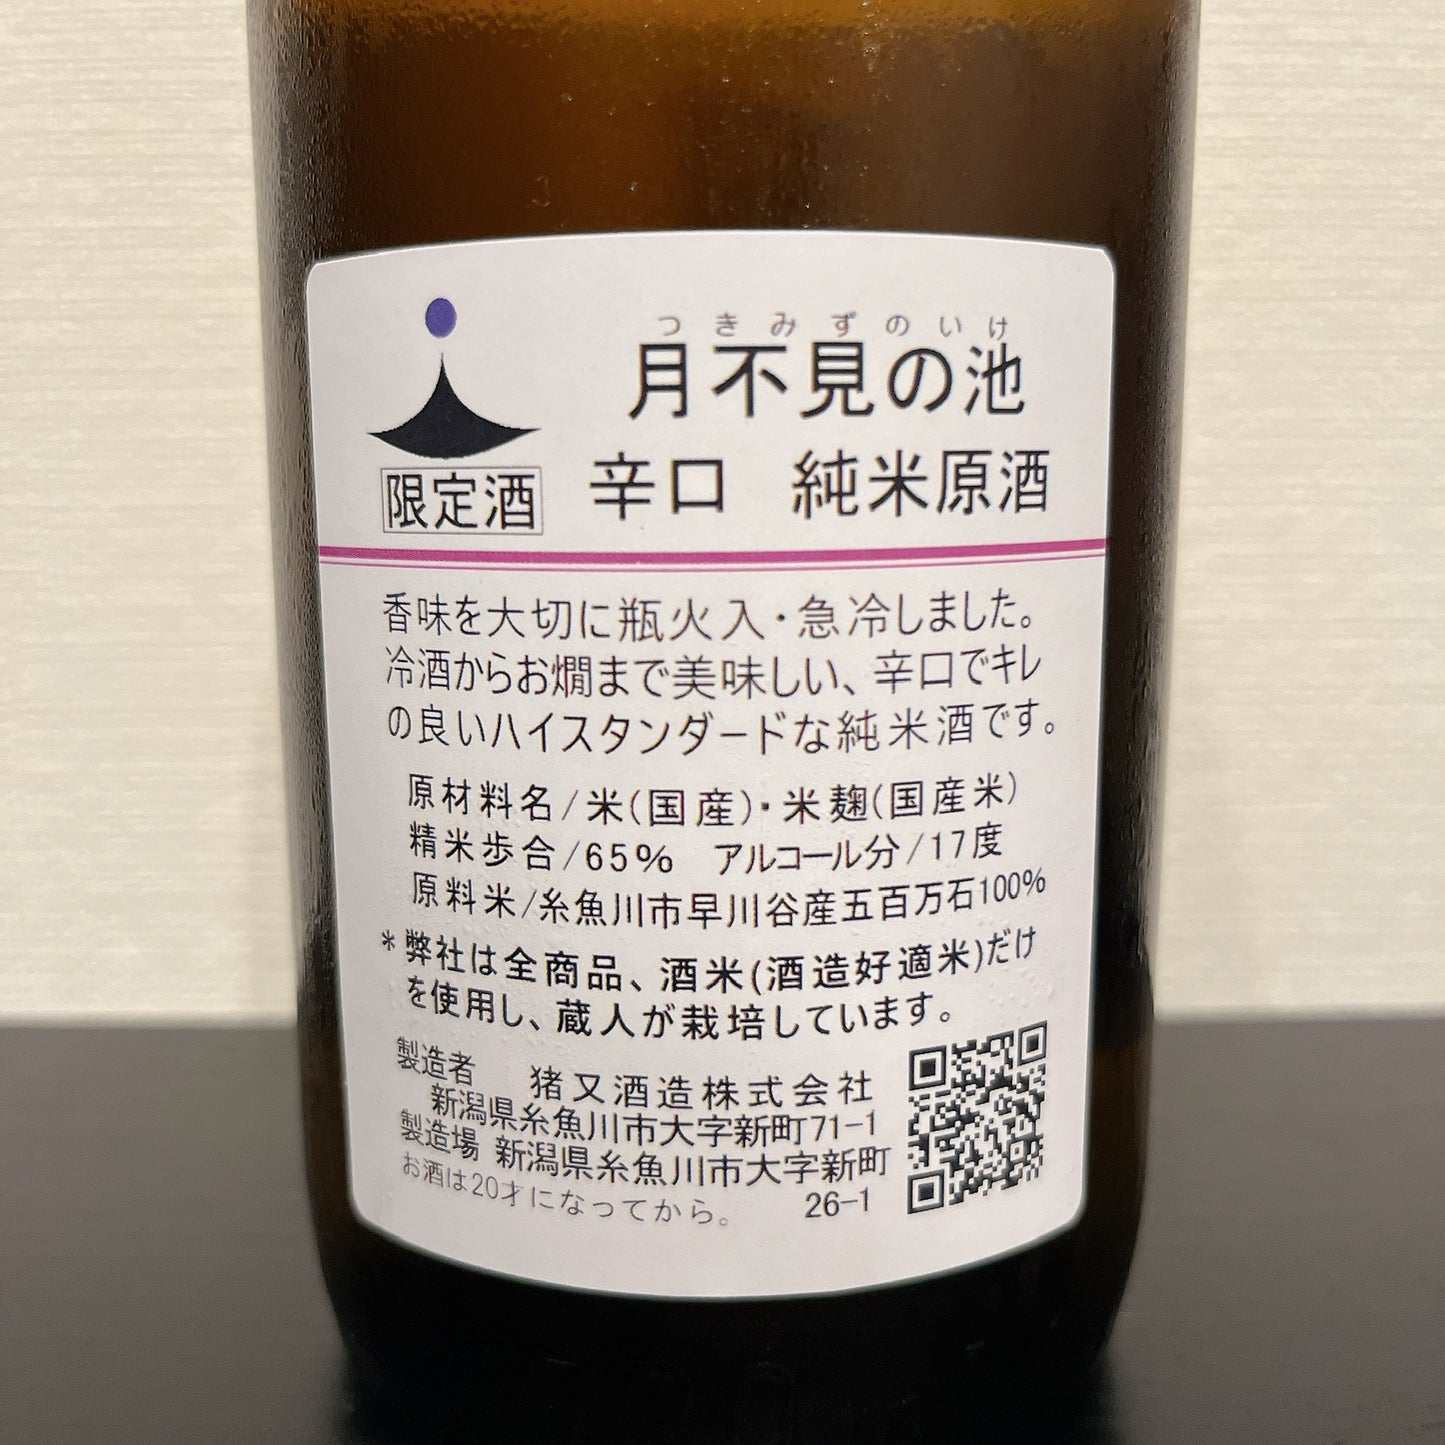 つきみずのいけ
月不見の池
限定酒
辛口 純米原酒
香味を大切に瓶火入・急冷しました。
冷酒からお燗まで美味しい、辛口でキレ
の良いハイスタンダードな純米酒です。
原材料名/米(国産)・米麹(国産米)
精米歩合/65% アルコール分/17度
原料米/糸魚川市早川谷産五百万石100%
*弊社は全商品、酒米(酒造好適米)だけ
を使用し、蔵人が栽培しています。
製造者 猪又酒造株式会社
新潟県糸魚川市大字新町71-1
製造場 新潟県糸魚川市大字新町
26-1
お酒は20才になってから。